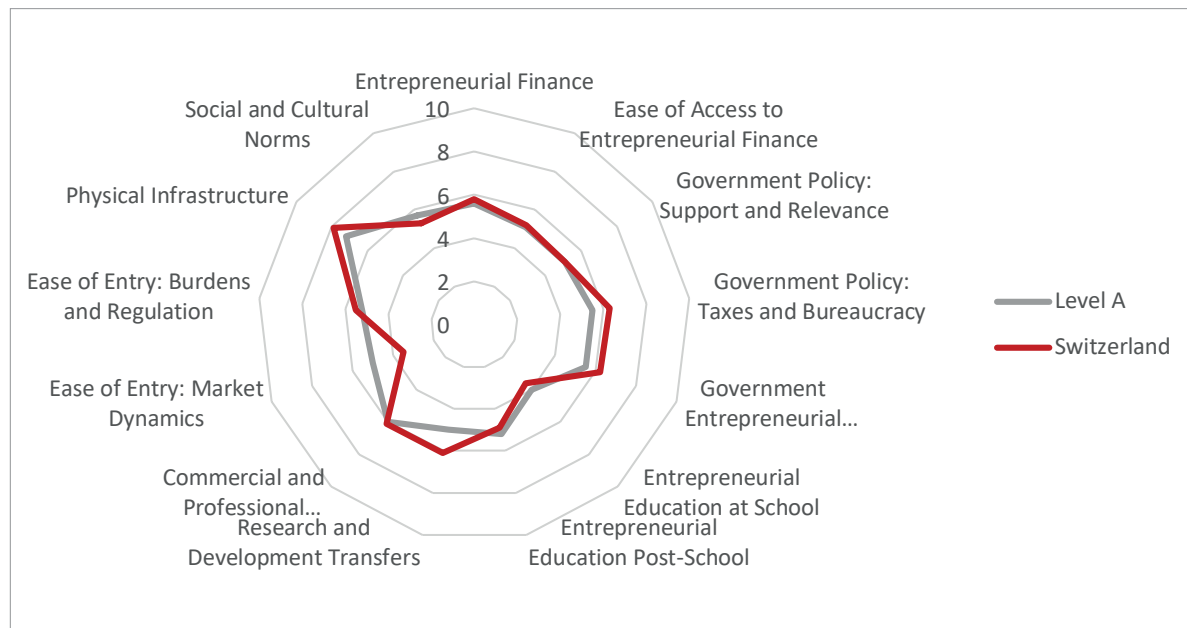 Entrepreneurial Finance
Ease of Access to
Entrepreneurial Finance
Government Policy:
Support and Relevance
Government Policy:
Taxes and Bureaucracy
Government
Entrepreneurial...
Entrepreneurial
Education at School
Entrepreneurial
Education Post-School
Research and
Development Transfers
Commercial and
Professional...
Ease of Entry: Market
Dynamics
Ease of Entry: Burdens
and Regulation
Physical Infrastructure
Social and Cultural
Norms
10
8
6
4
2
0
Level A
Switzerland